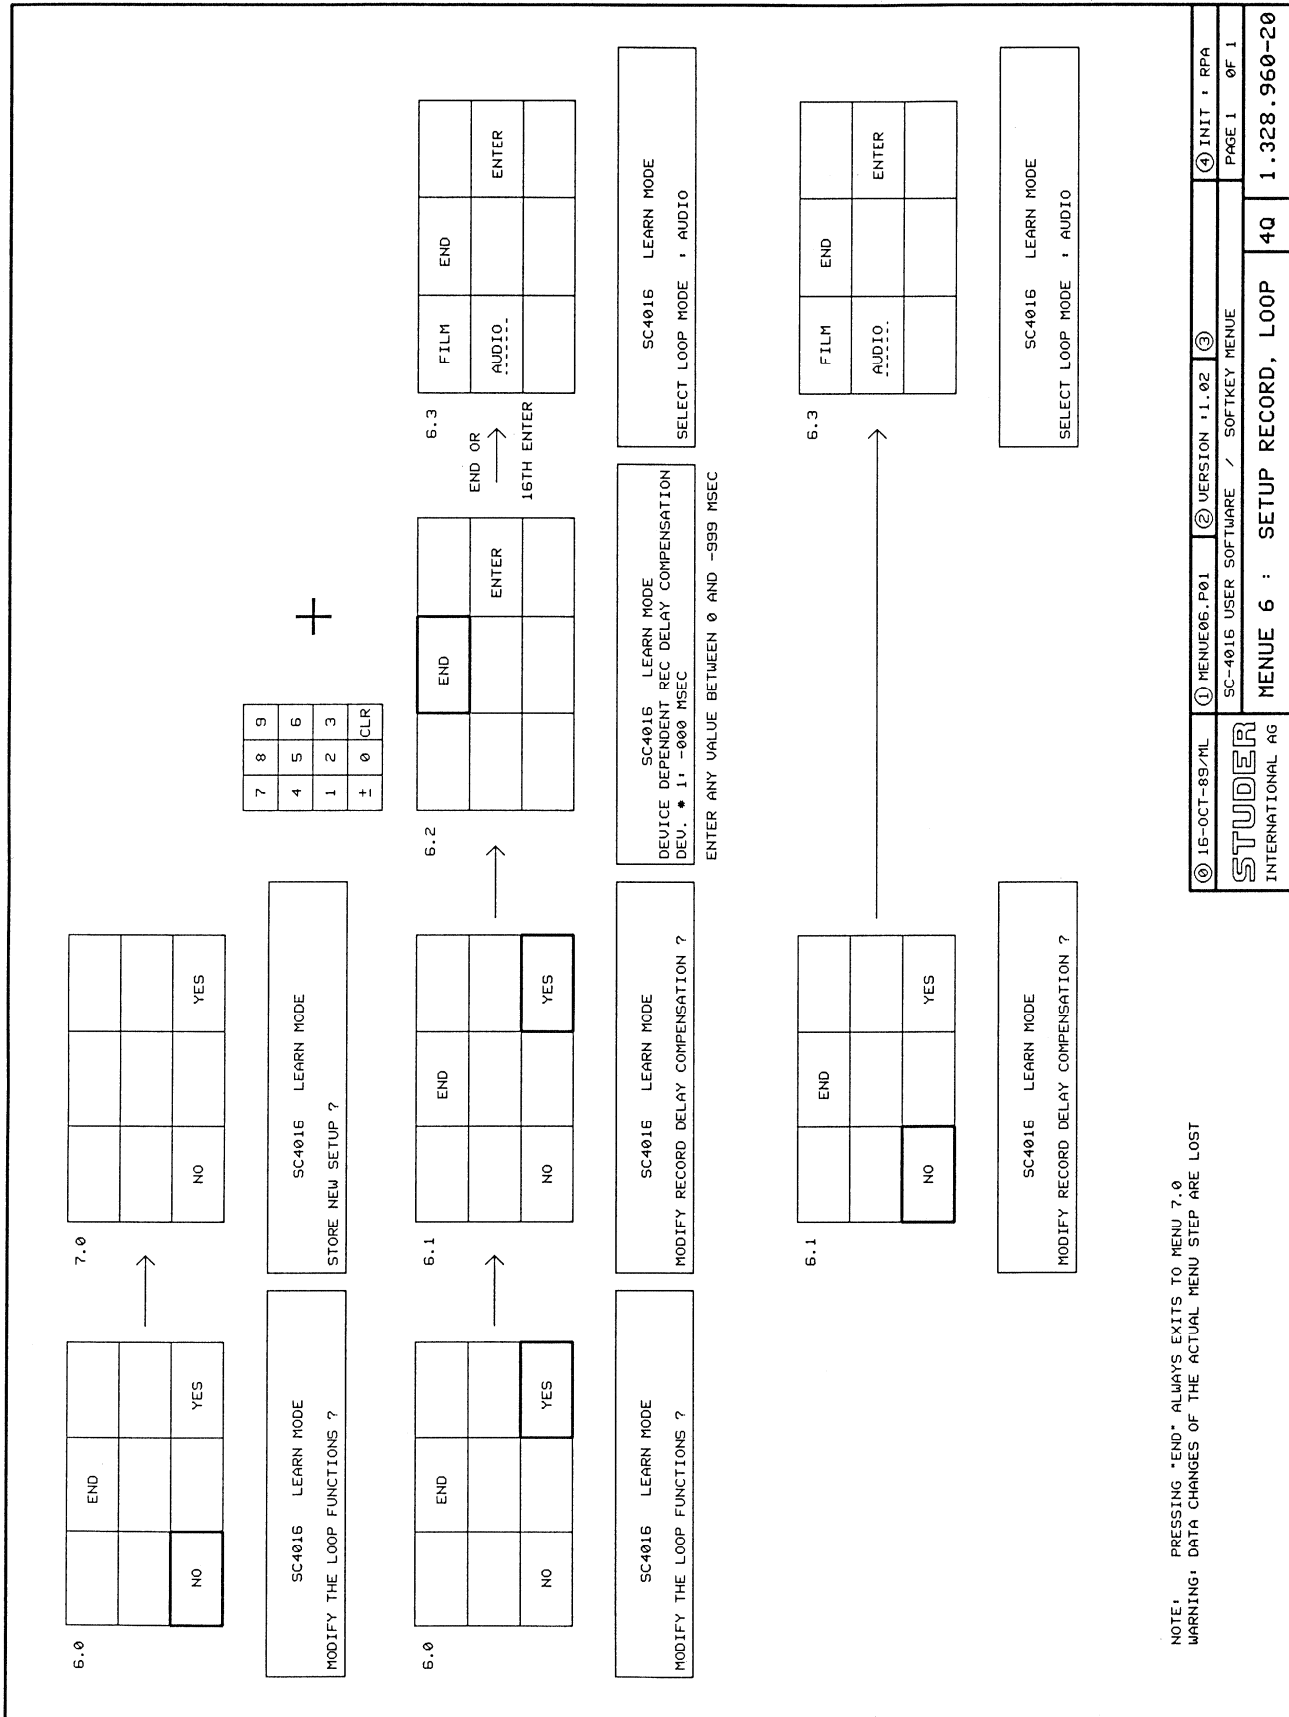 6.0
END
NO YES
SC4016 LEARN MODE
MODIFY THE LOOP FUNCTIONS ?
7.0
NO YES
SC4016 LEARN MODE
STORE NEW SETUP ?
7 8 9
4 5 6
1 2 3
± 0 CLR
+
6.0
END
NO YES
SC4016 LEARN MODE
MODIFY THE LOOP FUNCTIONS ?
6.1
END
NO YES
SC4016 LEARN MODE
MODIFY RECORD DELAY COMPENSATION ?
6.2
END
ENTER
SC4016 LEARN MODE
DEVICE DEPENDENT REC DELAY COMPENSATION
DEV. # 1: -000 MSEC
ENTER ANY VALUE BETWEEN 0 AND -999 MSEC
END OR
16TH ENTER
6.3
FILM END
AUDIO ENTER
SC4016 LEARN MODE
SELECT LOOP MODE : AUDIO
6.1
END
NO YES
SC4016 LEARN MODE
MODIFY RECORD DELAY COMPENSATION ?
6.3
FILM END
AUDIO ENTER
SC4016 LEARN MODE
SELECT LOOP MODE : AUDIO
NOTE: PRESSING "END" ALWAYS EXITS TO MENU 7.0
WARNING: DATA CHANGES OF THE ACTUAL MENU STEP ARE LOST
⓪ 16-OCT-89/ML ① MENUE06.P01 ② VERSION :1.02 ③ ④ INIT : RPA
STUDER
INTERNATIONAL AG
SC-4016 USER SOFTWARE / SOFTKEY MENUE PAGE 1 OF 1
MENUE 6 : SETUP RECORD, LOOP 4Q 1.328.960-20